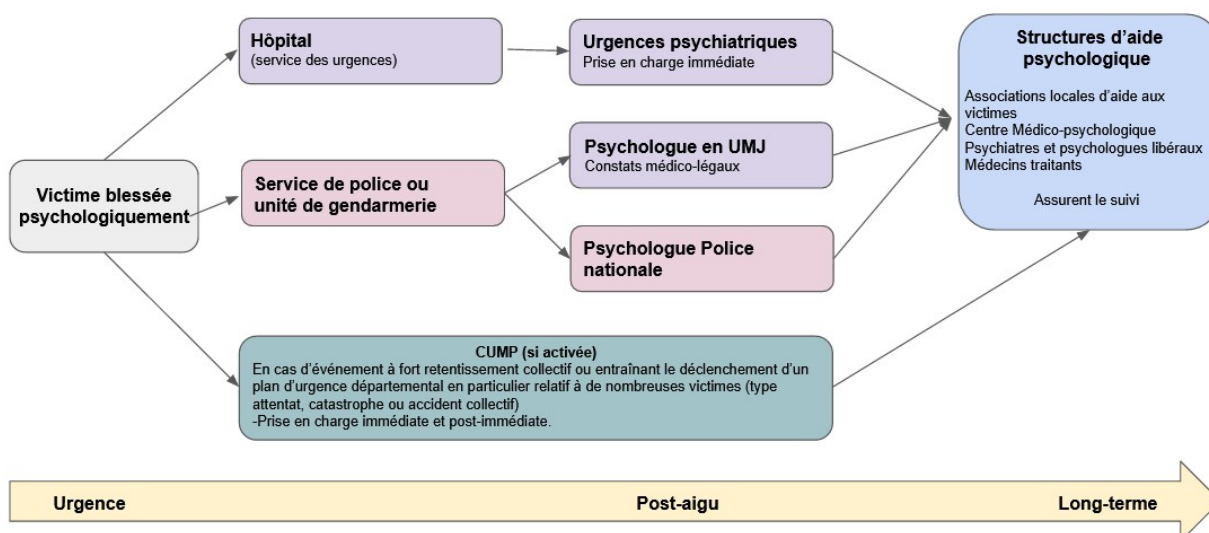 Hôpital
(service des urgences)
Urgences psychiatriques
Prise en charge immédiate
Structures d’aide
psychologique
Associations locales d’aide aux
victimes
Centre Médico-psychologique
Psychiatres et psychologues libéraux
Médecins traitants
Assurent le suivi
Victime blessée
psychologiquement
Service de police ou
unité de gendarmerie
Psychologue en UMJ
Constats médico-légaux
Psychologue Police
nationale
CUMP (si activée)
En cas d’événement à fort retentissement collectif ou entraînant le déclenchement d’un
plan d’urgence départemental en particulier relatif à de nombreuses victimes (type
attentat, catastrophe ou accident collectif)
-Prise en charge immédiate et post-immédiate.
Urgence
Post-aigu
Long-terme